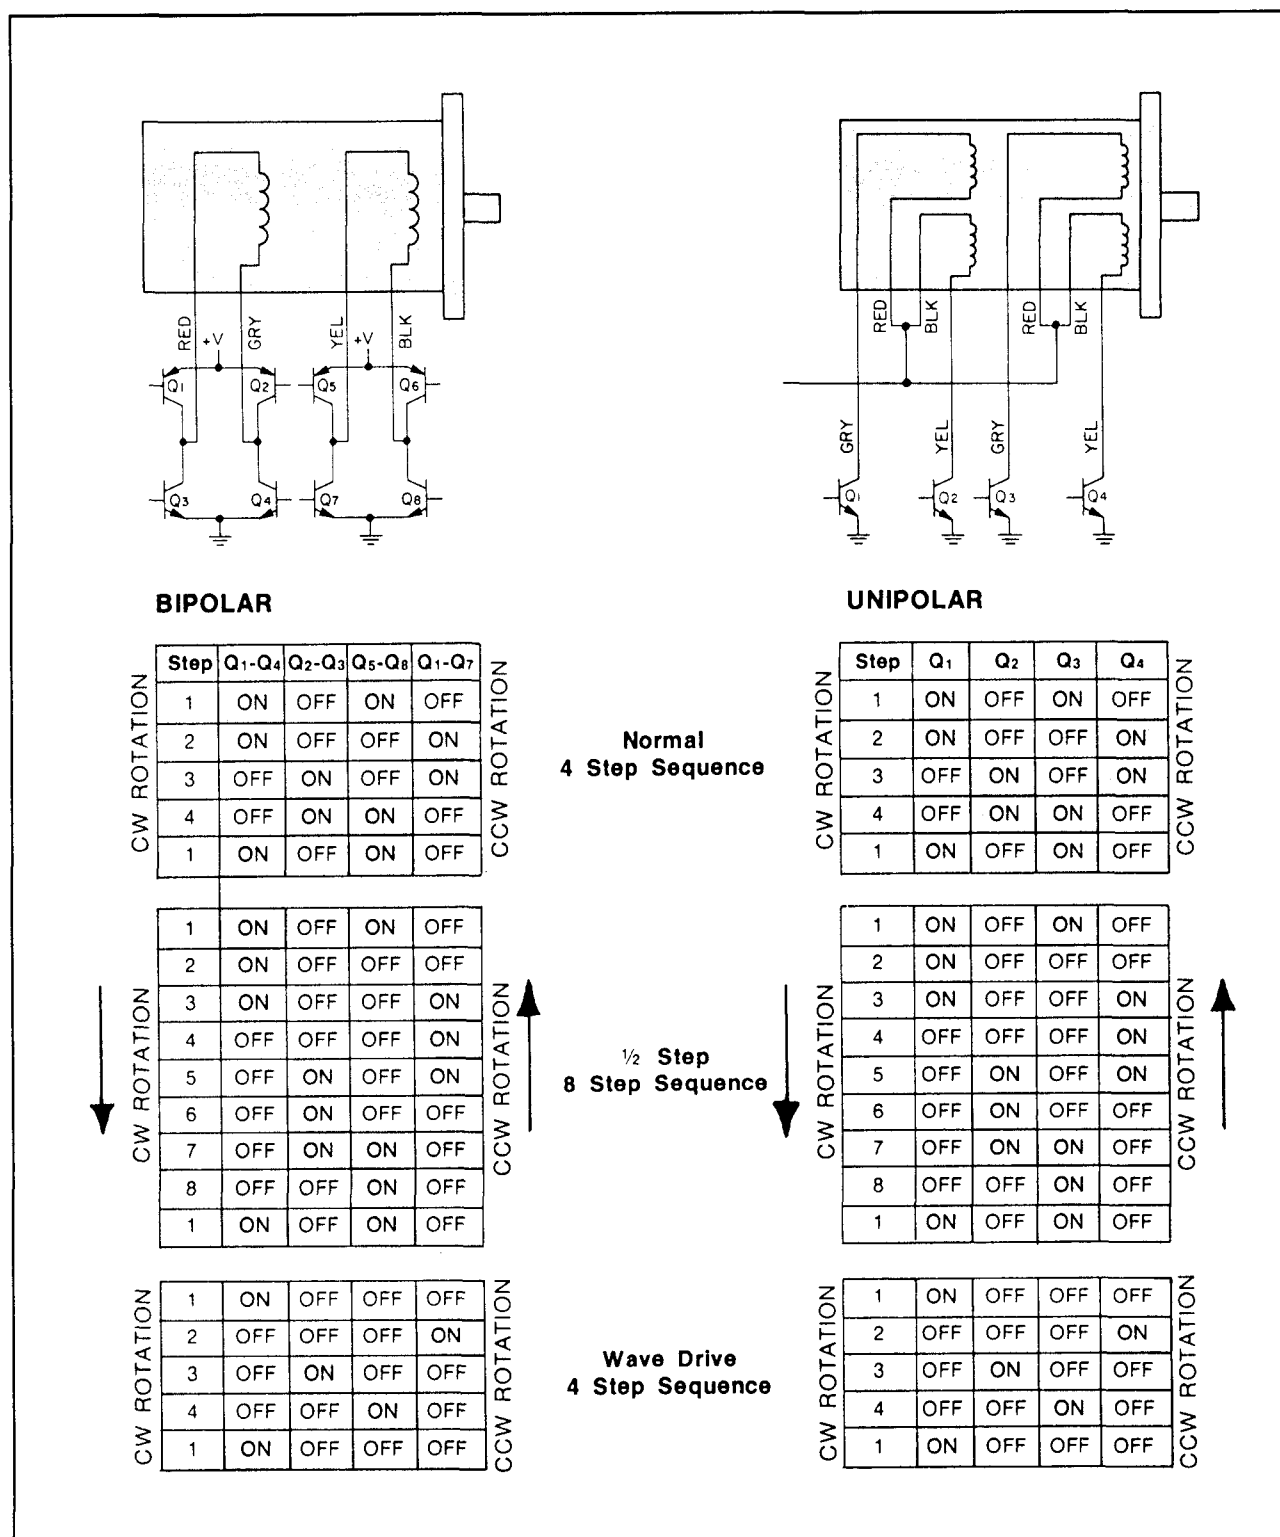 RED
+V
GRY
YEL
+V
BLK
Q1
Q2
Q5
Q6
Q3
Q4
Q7
Q8
RED
BLK
RED
BLK
GRY
YEL
GRY
YEL
Q1
Q2
Q3
Q4
BIPOLAR
CW ROTATION
Step Q1-Q4 Q2-Q3 Q5-Q8 Q1-Q7
1 ON OFF ON OFF
2 ON OFF OFF ON
3 OFF ON OFF ON
4 OFF ON ON OFF
1 ON OFF ON OFF
CCW ROTATION
Normal
4 Step Sequence
UNIPOLAR
CW ROTATION
Step Q1 Q2 Q3 Q4
1 ON OFF ON OFF
2 ON OFF OFF ON
3 OFF ON OFF ON
4 OFF ON ON OFF
1 ON OFF ON OFF
CCW ROTATION
CW ROTATION
1 ON OFF ON OFF
2 ON OFF OFF OFF
3 ON OFF OFF ON
4 OFF OFF OFF ON
5 OFF ON OFF ON
6 OFF ON OFF OFF
7 OFF ON ON OFF
8 OFF OFF ON OFF
1 ON OFF ON OFF
CCW ROTATION
1/2 Step
8 Step Sequence
CW ROTATION
1 ON OFF ON OFF
2 ON OFF OFF OFF
3 ON OFF OFF ON
4 OFF OFF OFF ON
5 OFF ON OFF ON
6 OFF ON OFF OFF
7 OFF ON ON OFF
8 OFF OFF ON OFF
1 ON OFF ON OFF
CCW ROTATION
CW ROTATION
1 ON OFF OFF OFF
2 OFF OFF OFF ON
3 OFF ON OFF OFF
4 OFF OFF ON OFF
1 ON OFF OFF OFF
CCW ROTATION
Wave Drive
4 Step Sequence
CW ROTATION
1 ON OFF OFF OFF
2 OFF OFF OFF ON
3 OFF ON OFF OFF
4 OFF OFF ON OFF
1 ON OFF OFF OFF
CCW ROTATION